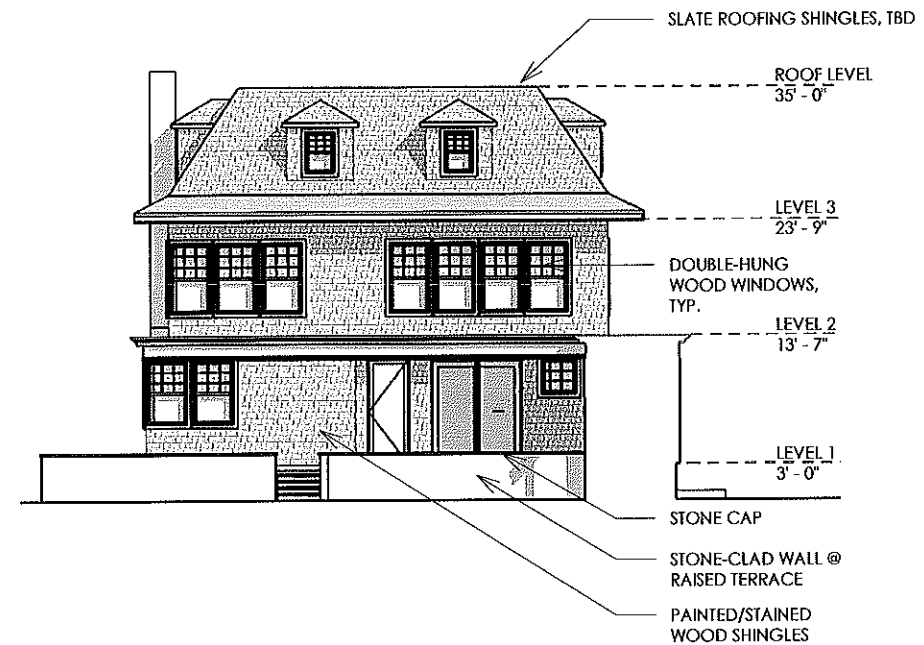 SLATE ROOFING SHINGLES, TBD
ROOF LEVEL
35' - 0"
LEVEL 3
23' - 9"
DOUBLE-HUNG
WOOD WINDOWS,
TYP.
LEVEL 2
13' - 7"
LEVEL 1
3' - 0"
STONE CAP
STONE-CLAD WALL @
RAISED TERRACE
PAINTED/STAINED
WOOD SHINGLES